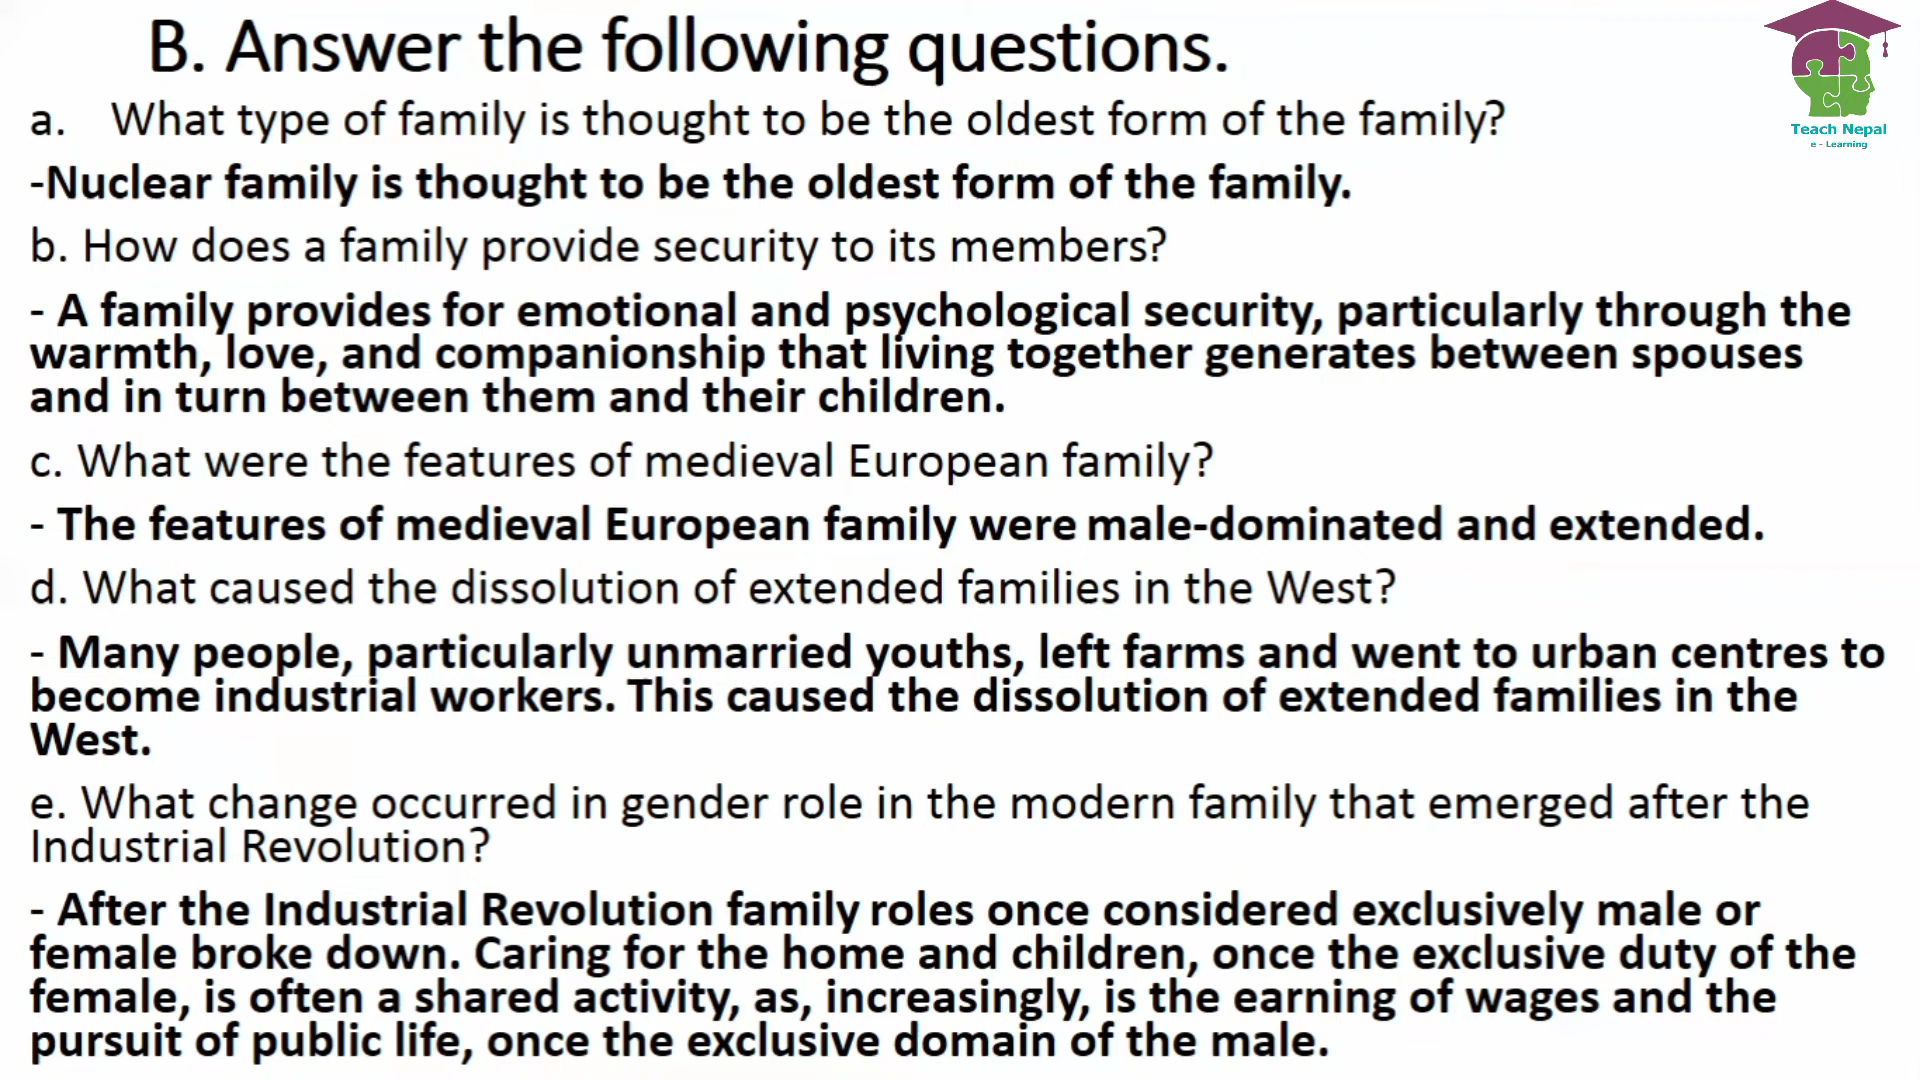 B. Answer the following questions.
Teach Nepal
e - Learning
a. What type of family is thought to be the oldest form of the family?
-Nuclear family is thought to be the oldest form of the family.
b. How does a family provide security to its members?
- A family provides for emotional and psychological security, particularly through the
warmth, love, and companionship that living together generates between spouses
and in turn between them and their children.
c. What were the features of medieval European family?
- The features of medieval European family were male-dominated and extended.
d. What caused the dissolution of extended families in the West?
- Many people, particularly unmarried youths, left farms and went to urban centres to
become industrial workers. This caused the dissolution of extended families in the
West.
e. What change occurred in gender role in the modern family that emerged after the
Industrial Revolution?
- After the Industrial Revolution family roles once considered exclusively male or
female broke down. Caring for the home and children, once the exclusive duty of the
female, is often a shared activity, as, increasingly, is the earning of wages and the
pursuit of public life, once the exclusive domain of the male.